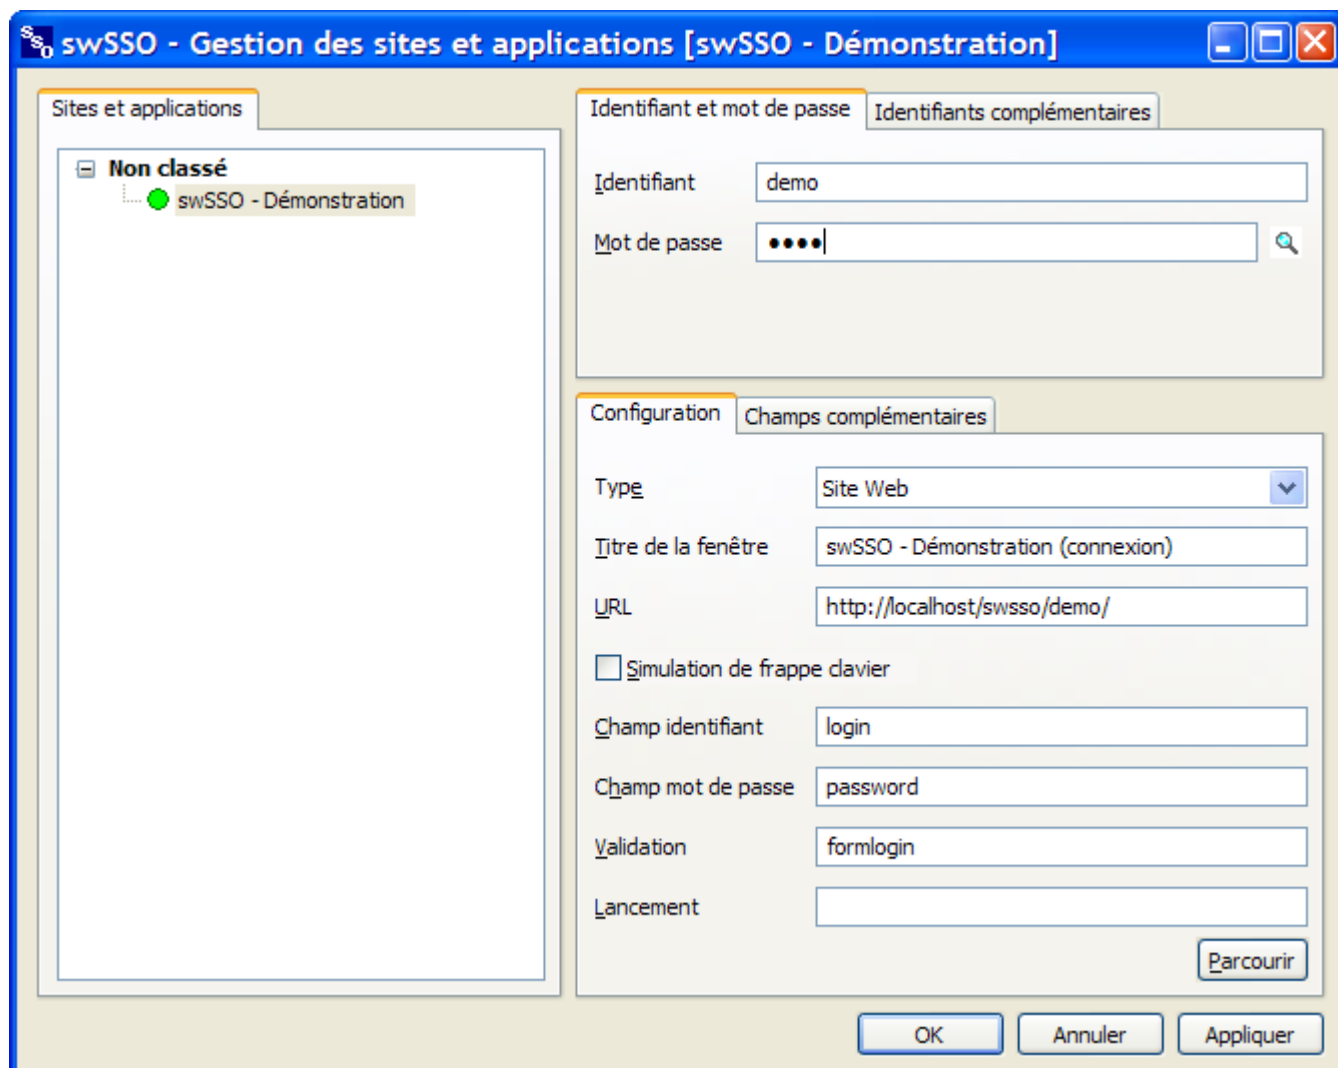 swSSO - Gestion des sites et applications [swSSO - Démonstration]
Sites et applications
Non classé
swSSO - Démonstration
Identifiant et mot de passe
Identifiants complémentaires
Identifiant
demo
Mot de passe
••••
Configuration
Champs complémentaires
Type
Site Web
Titre de la fenêtre
swSSO - Démonstration (connexion)
URL
http://localhost/swsso/demo/
Simulation de frappe clavier
Champ identifiant
login
Champ mot de passe
password
Validation
formlogin
Lancement
Parcourir
OK
Annuler
Appliquer